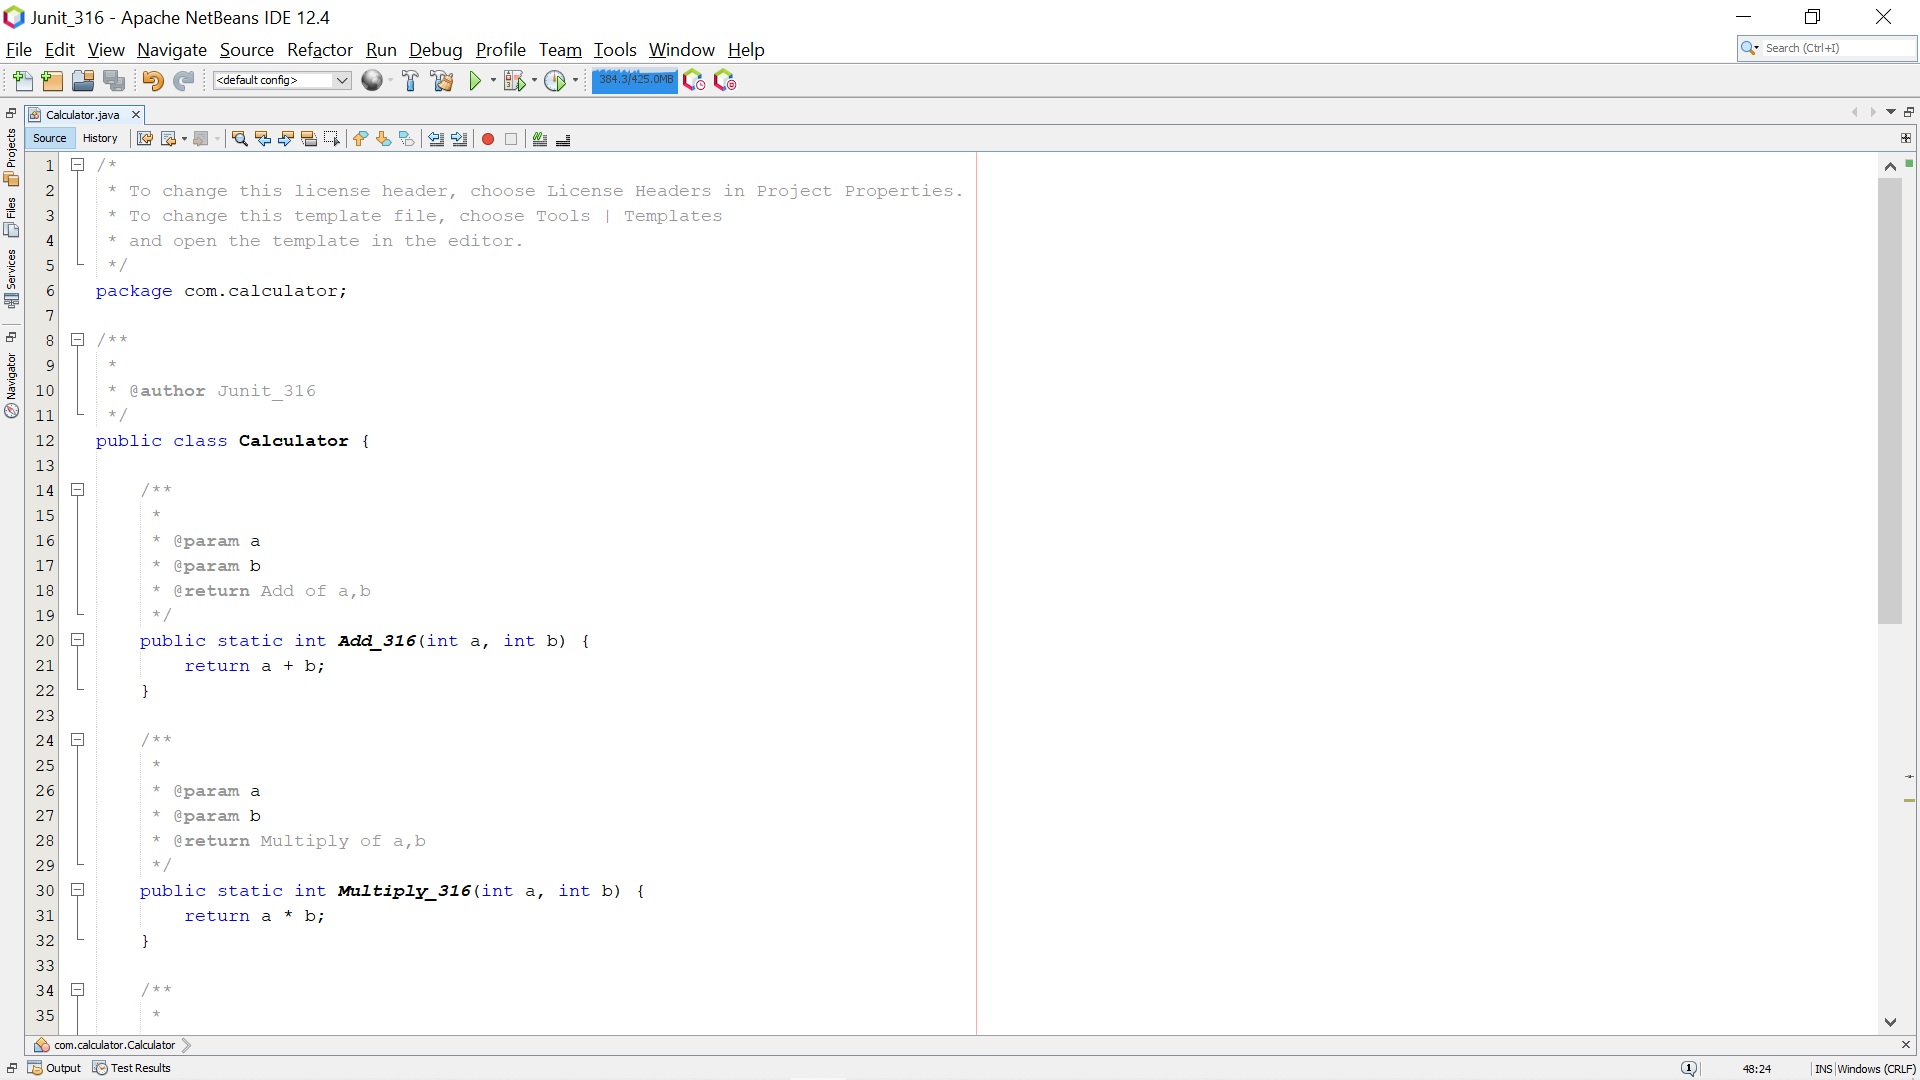 Junit_316 - Apache NetBeans IDE 12.4
File Edit View Navigate Source Refactor Run Debug Profile Team Tools Window Help
Search (Ctrl+I)
<default config>
384.3/425.0MB
Calculator.java
Source History
Projects
Files
Services
Navigator
1 /*
2 * To change this license header, choose License Headers in Project Properties.
3 * To change this template file, choose Tools | Templates
4 * and open the template in the editor.
5 */
6 package com.calculator;
7
8 /**
9 *
10 * @author Junit_316
11 */
12 public class Calculator {
13
14 /**
15 *
16 * @param a
17 * @param b
18 * @return Add of a,b
19 */
20 public static int Add_316(int a, int b) {
21 return a + b;
22 }
23
24 /**
25 *
26 * @param a
27 * @param b
28 * @return Multiply of a,b
29 */
30 public static int Multiply_316(int a, int b) {
31 return a * b;
32 }
33
34 /**
35 *
com.calculator.Calculator
Output Test Results
48:24 INS Windows (CRLF)